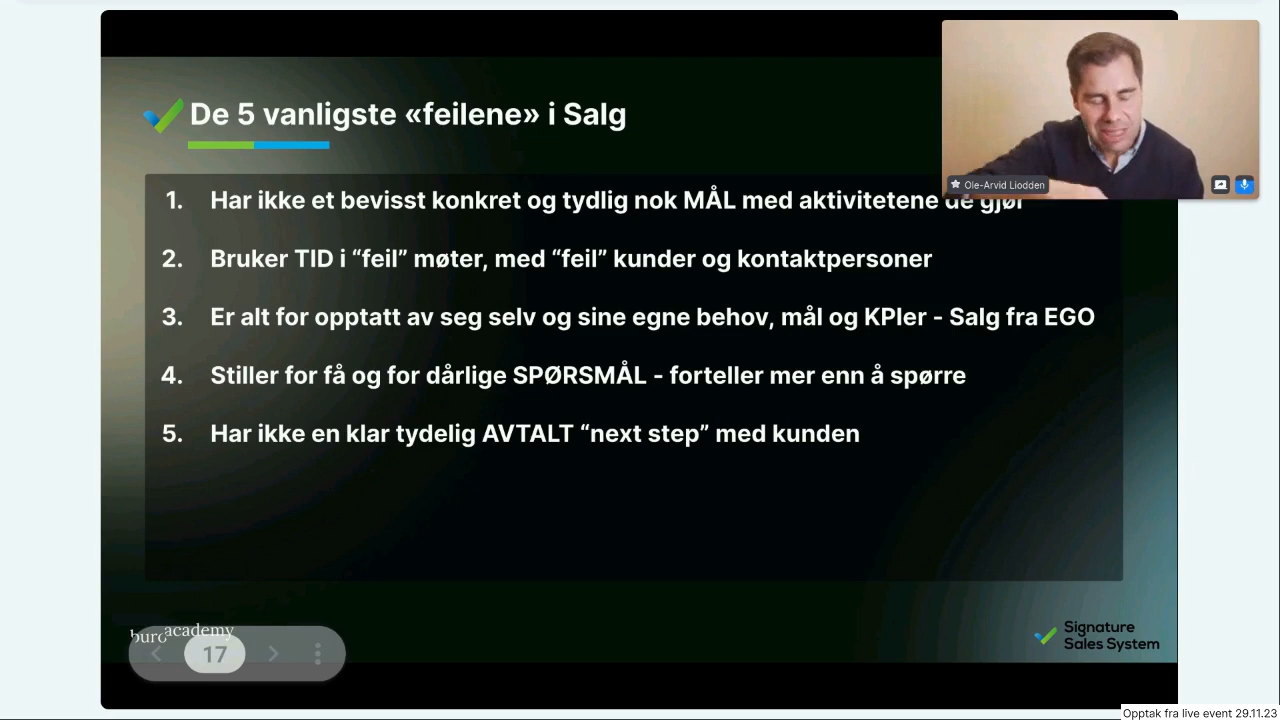 De 5 vanligste «feilene» i Salg
Ole-Arvid Liodden
1. Har ikke et bevisst konkret og tydlig nok MÅL med aktivitetene de gjør
2. Bruker TID i “feil” møter, med “feil” kunder og kontaktpersoner
3. Er alt for opptatt av seg selv og sine egne behov, mål og KPIer - Salg fra EGO
4. Stiller for få og for dårlige SPØRSMÅL - forteller mer enn å spørre
5. Har ikke en klar tydelig AVTALT “next step” med kunden
buro academy
17
Signature
Sales System
Opptak fra live event 29.11.23